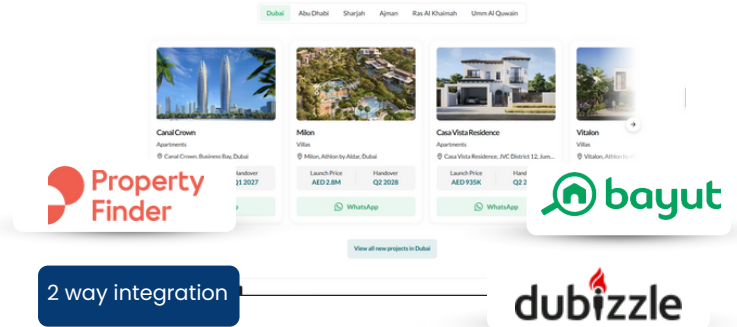 Dubai Abu Dhabi Sharjah Ajman Ras Al Khaimah Umm Al Quwain
Canal Crown
Apartments
Canal Crown, Business Bay, Dubai
Handover
Q1 2027
Milon
Villas
Milon, Athlon by Aldar, Dubai
Launch Price Handover
AED 2.8M Q2 2028
WhatsApp
Casa Vista Residence
Apartments
Casa Vista Residence, JVC District 12, Jum...
Launch Price
AED 935K Q2 2
WhatsApp
Vitalon
Villas
Vitalon, Athlon by
View all new projects in Dubai
Property
Finder
bayut
2 way integration
dubizzle